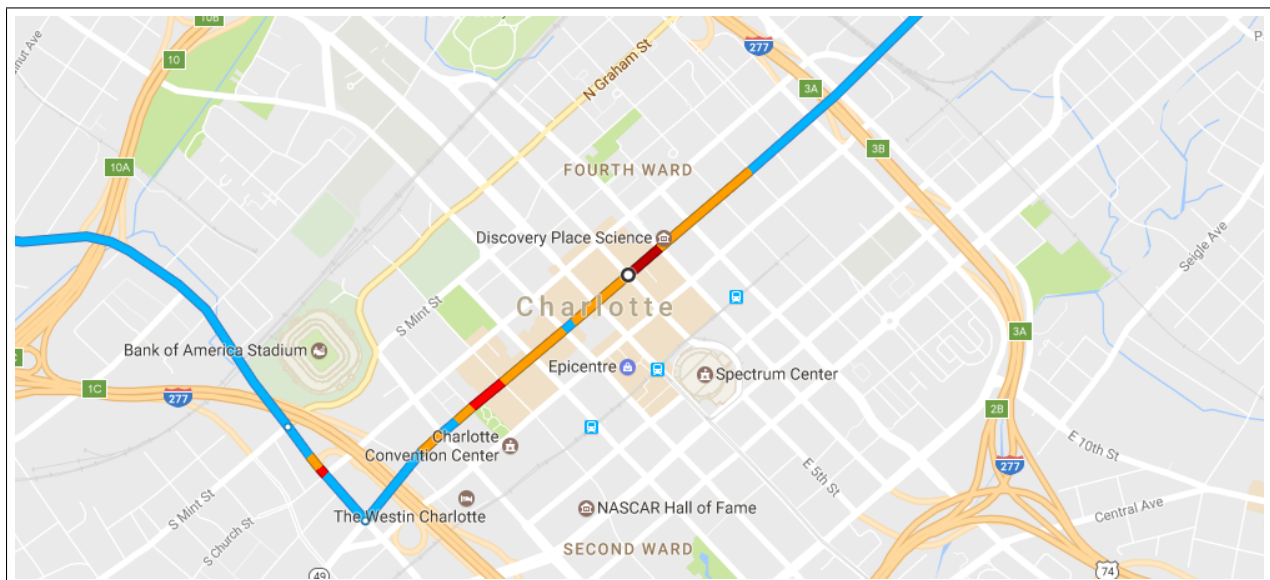 10B
277
P
nut Ave
10
N Graham St
3A
3B
10A
FOURTH WARD
Discovery Place Science
Seigle Ave
S Mint St
Charlotte
3A
Bank of America Stadium
Epicentre
Spectrum Center
1C
277
2B
Charlotte
Convention Center
E 10th St
E 5th St
277
S Mint St
The Westin Charlotte
NASCAR Hall of Fame
Central Ave
S Church St
SECOND WARD
49
74